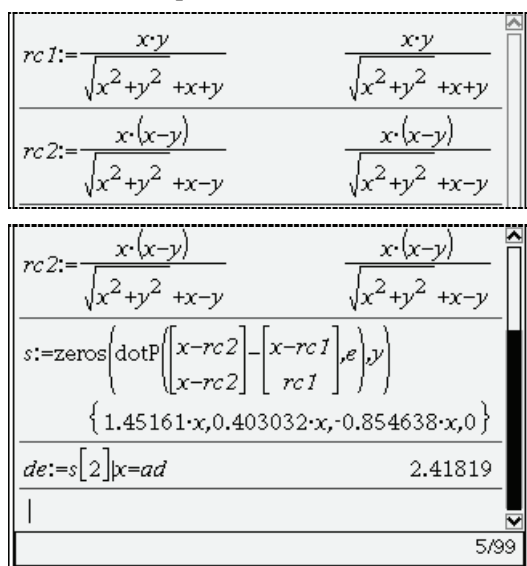 rc1:=x·y/(√(x²+y²)+x+y) x·y/(√(x²+y²)+x+y)
rc2:=x·(x−y)/(√(x²+y²)+x−y) x·(x−y)/(√(x²+y²)+x−y)
rc2:=x·(x−y)/(√(x²+y²)+x−y) x·(x−y)/(√(x²+y²)+x−y)
s:=zeros(dotP([x−rc2; x−rc2]−[x−rc1; rc1],e),y)
{1.45161·x,0.403032·x,-0.854638·x,0}
de:=s[2]|x=ad 2.41819
5/99